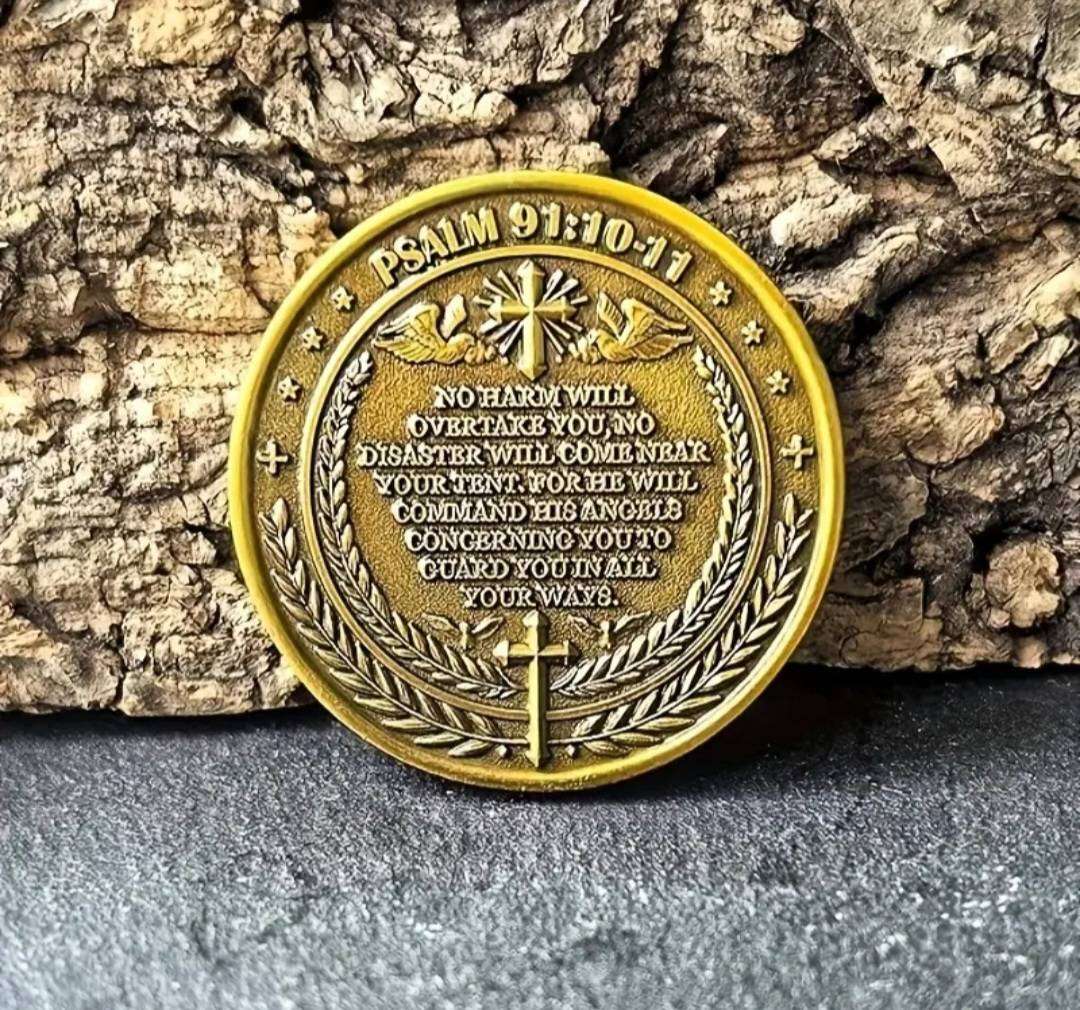 PSALM 91:10-11
NO HARM WILL
OVERTAKE YOU, NO
DISASTER WILL COME NEAR
YOUR TENT. FOR HE WILL
COMMAND HIS ANGELS
CONCERNING YOU TO
GUARD YOU IN ALL
YOUR WAYS.